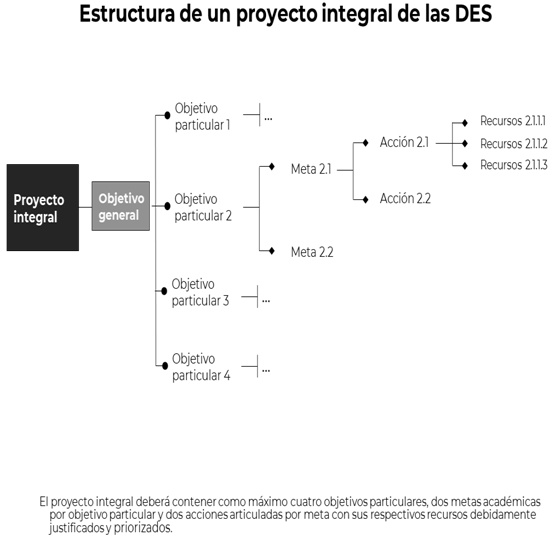 Estructura de un proyecto integral de las DES
Proyecto
integral
Objetivo
general
Objetivo
particular 1
...
Objetivo
particular 2
Meta 2.1
Acción 2.1
Recursos 2.1.1.1
Recursos 2.1.1.2
Recursos 2.1.1.3
Acción 2.2
Meta 2.2
Objetivo
particular 3
...
Objetivo
particular 4
...
El proyecto integral deberá contener como máximo cuatro objetivos particulares, dos metas académicas
por objetivo particular y dos acciones articuladas por meta con sus respectivos recursos debidamente
justificados y priorizados.